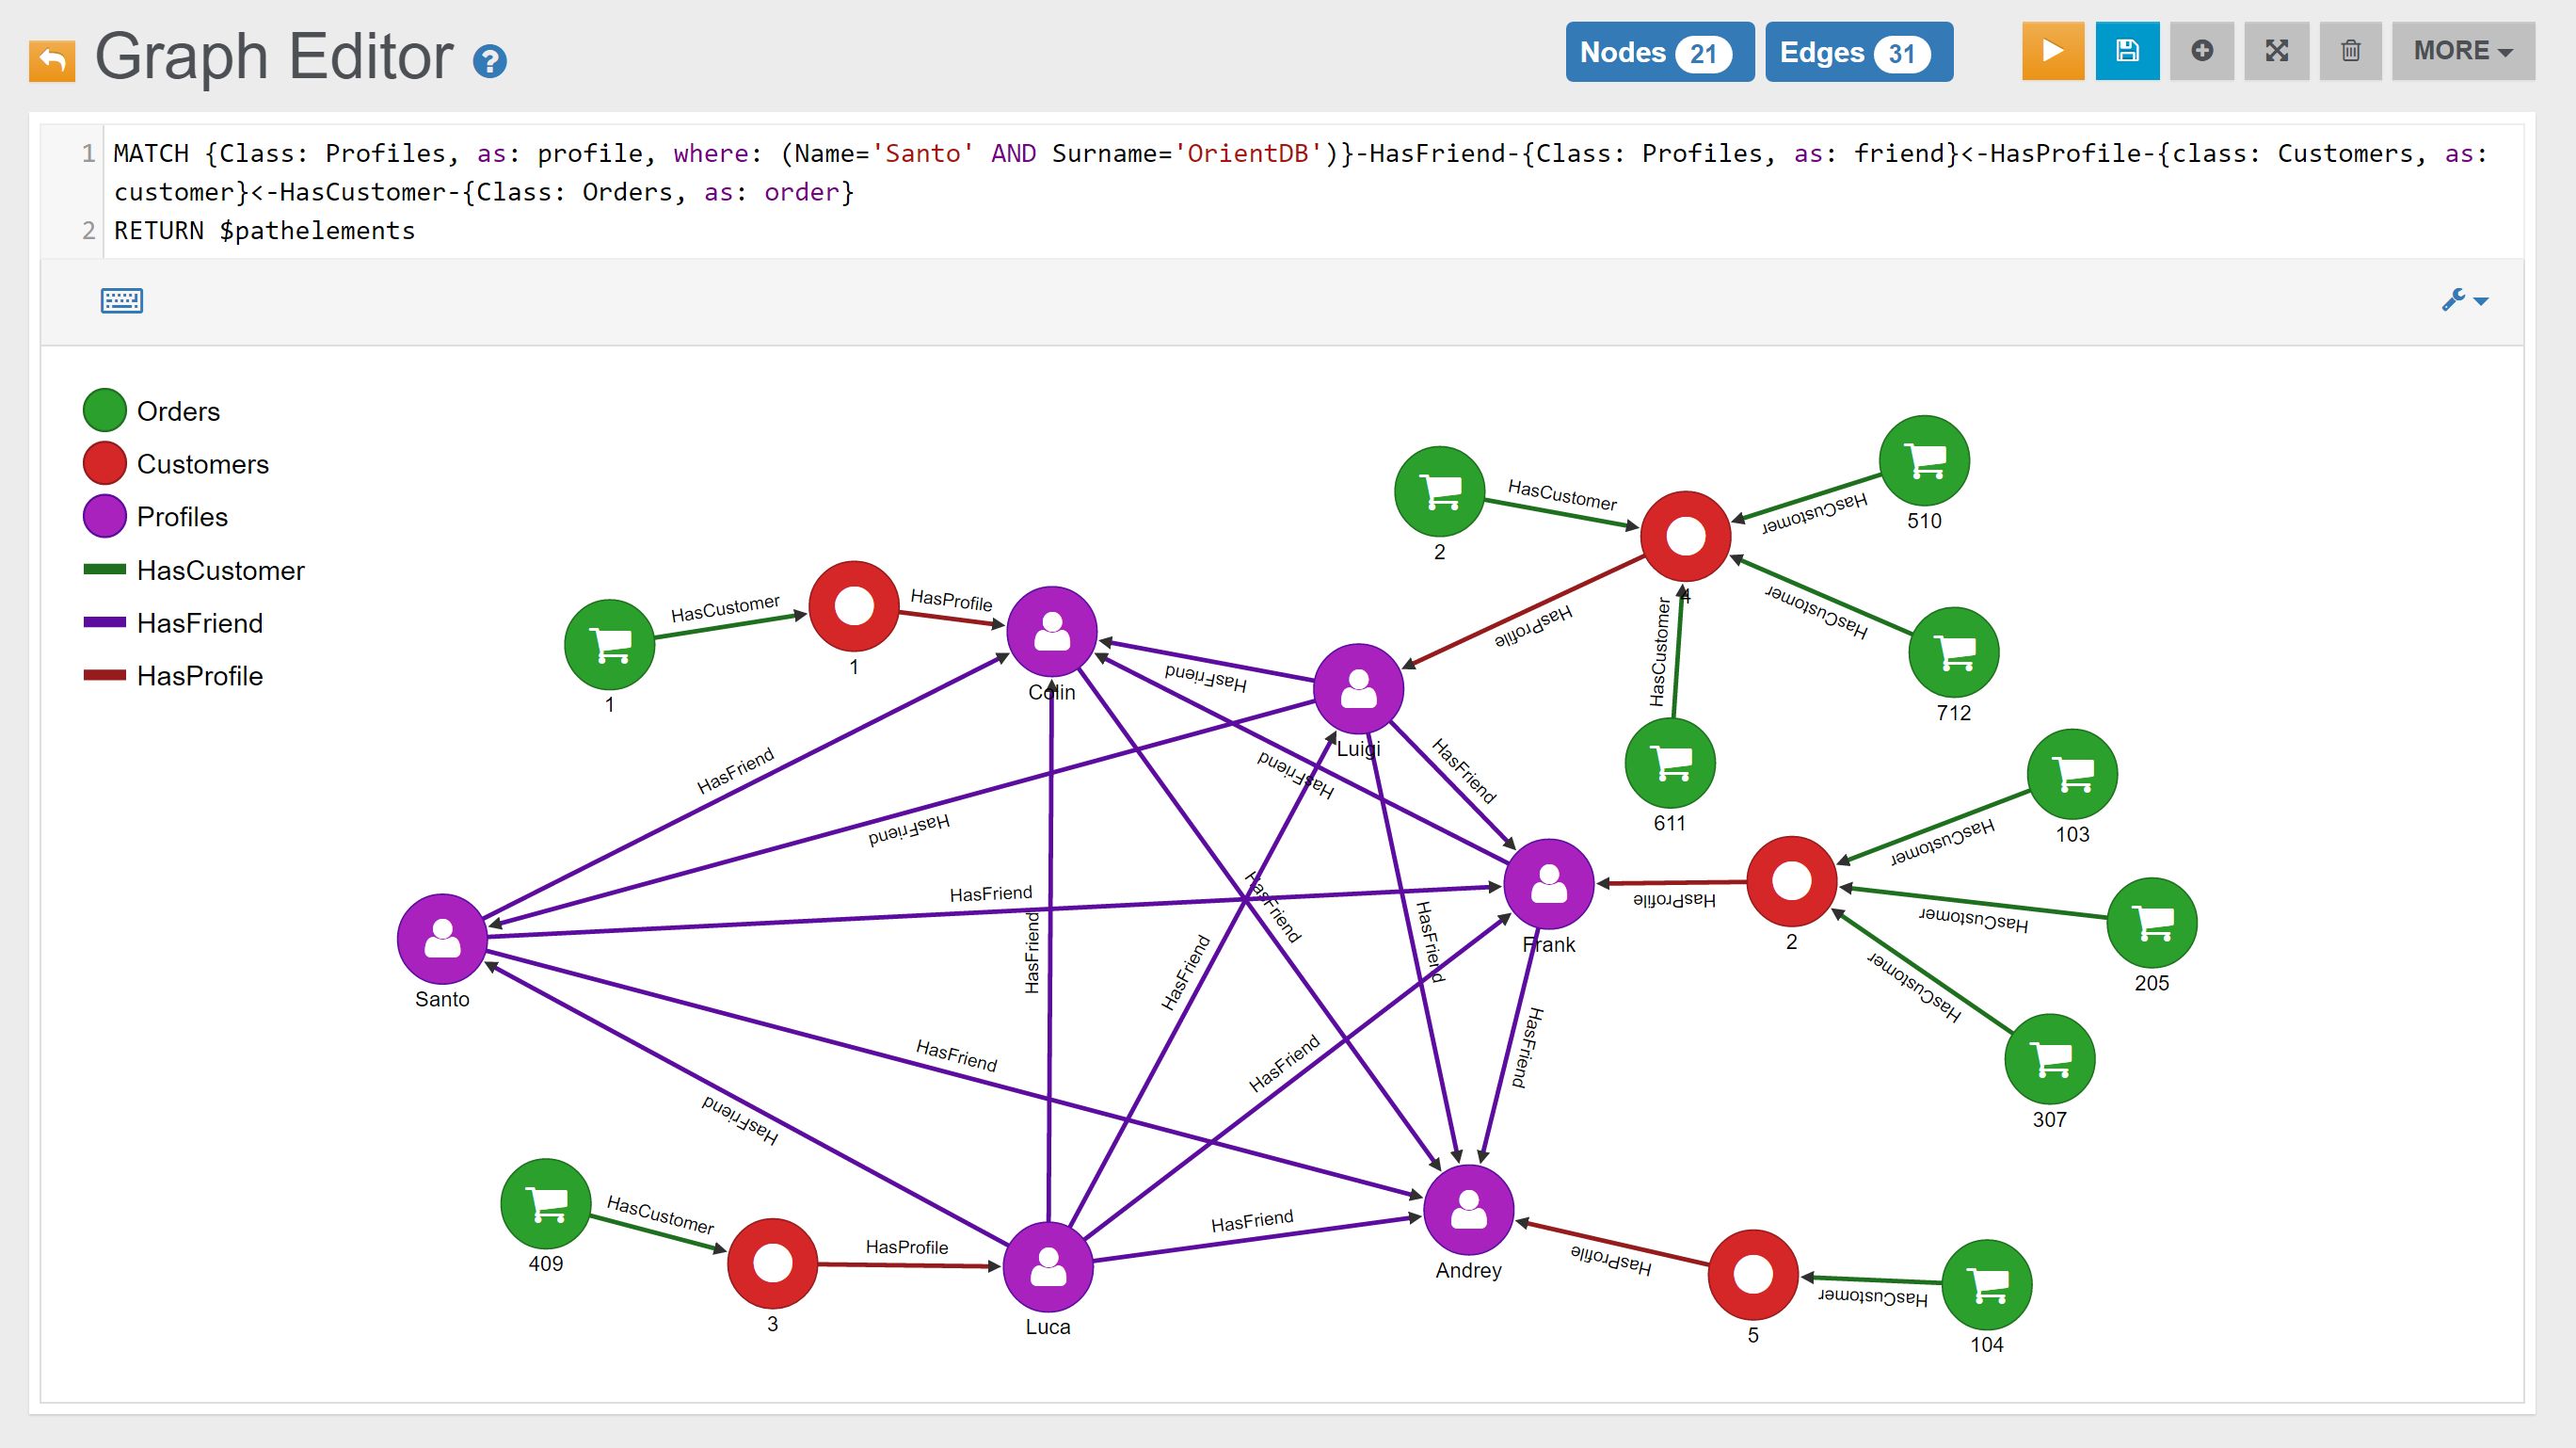 Graph Editor ?
Nodes 21
Edges 31
MORE
1 MATCH {Class: Profiles, as: profile, where: (Name='Santo' AND Surname='OrientDB')}-HasFriend-{Class: Profiles, as: friend}<-HasProfile-{class: Customers, as:
customer}<-HasCustomer-{Class: Orders, as: order}
2 RETURN $pathelements
Orders
Customers
Profiles
HasCustomer
HasFriend
HasProfile
HasCustomer
2
HasCustomer
510
4
HasCustomer
712
HasCustomer
611
HasProfile
HasCustomer
1
HasProfile
1
Colin
HasFriend
Luigi
HasFriend
HasFriend
HasFriend
HasFriend
HasCustomer
103
HasFriend
HasFriend
HasFriend
HasFriend
HasFriend
Frank
HasProfile
2
HasCustomer
205
HasCustomer
307
Santo
HasFriend
HasFriend
HasFriend
HasFriend
HasFriend
HasCustomer
409
HasProfile
3
Luca
HasFriend
Andrey
HasProfile
5
HasCustomer
104